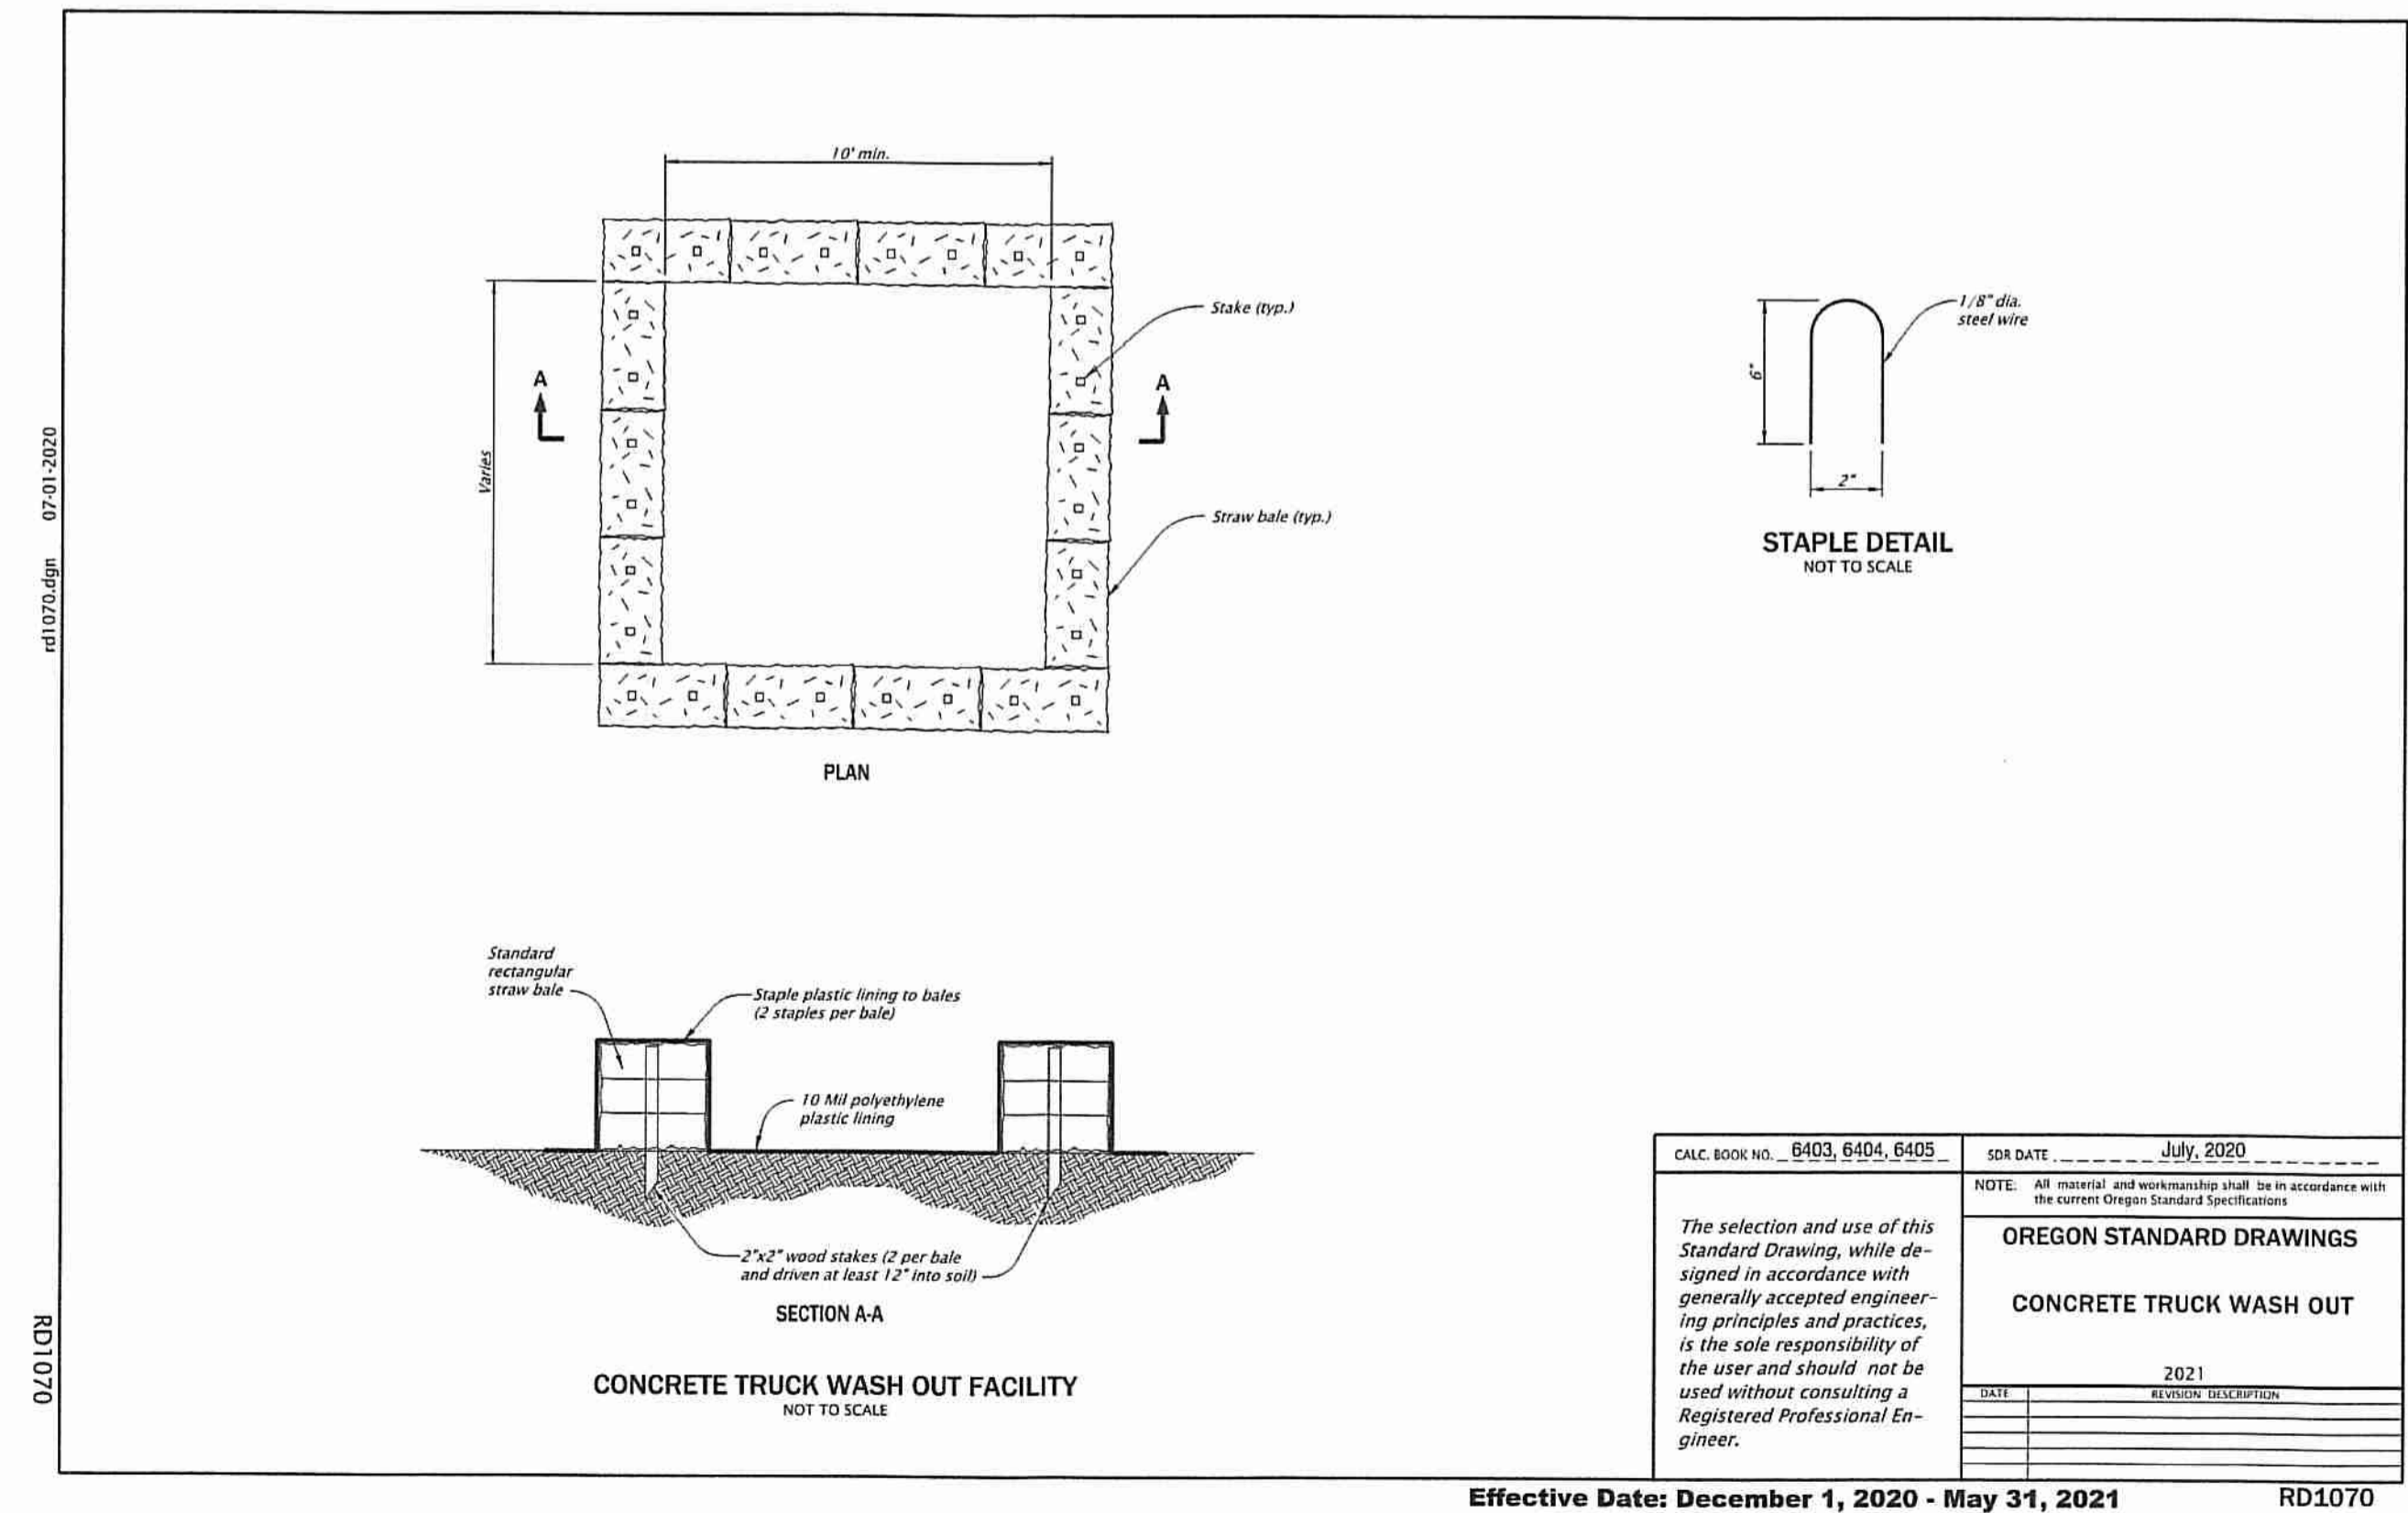 10' min.
Stake (typ.)
A
A
Varies
Straw bale (typ.)
PLAN
1/8" dia.
steel wire
6"
2"
STAPLE DETAIL
NOT TO SCALE
Standard
rectangular
straw bale
Staple plastic lining to bales
(2 staples per bale)
10 Mil polyethylene
plastic lining
2"x2" wood stakes (2 per bale
and driven at least 12" into soil)
SECTION A-A
CONCRETE TRUCK WASH OUT FACILITY
NOT TO SCALE
rd1070.dgn 07-01-2020
RD1070
CALC. BOOK NO. 6403, 6404, 6405
SDR DATE July, 2020
NOTE: All material and workmanship shall be in accordance with
the current Oregon Standard Specifications
The selection and use of this
Standard Drawing, while de-
signed in accordance with
generally accepted engineer-
ing principles and practices,
is the sole responsibility of
the user and should not be
used without consulting a
Registered Professional En-
gineer.
OREGON STANDARD DRAWINGS
CONCRETE TRUCK WASH OUT
2021
DATE REVISION DESCRIPTION
Effective Date: December 1, 2020 - May 31, 2021
RD1070